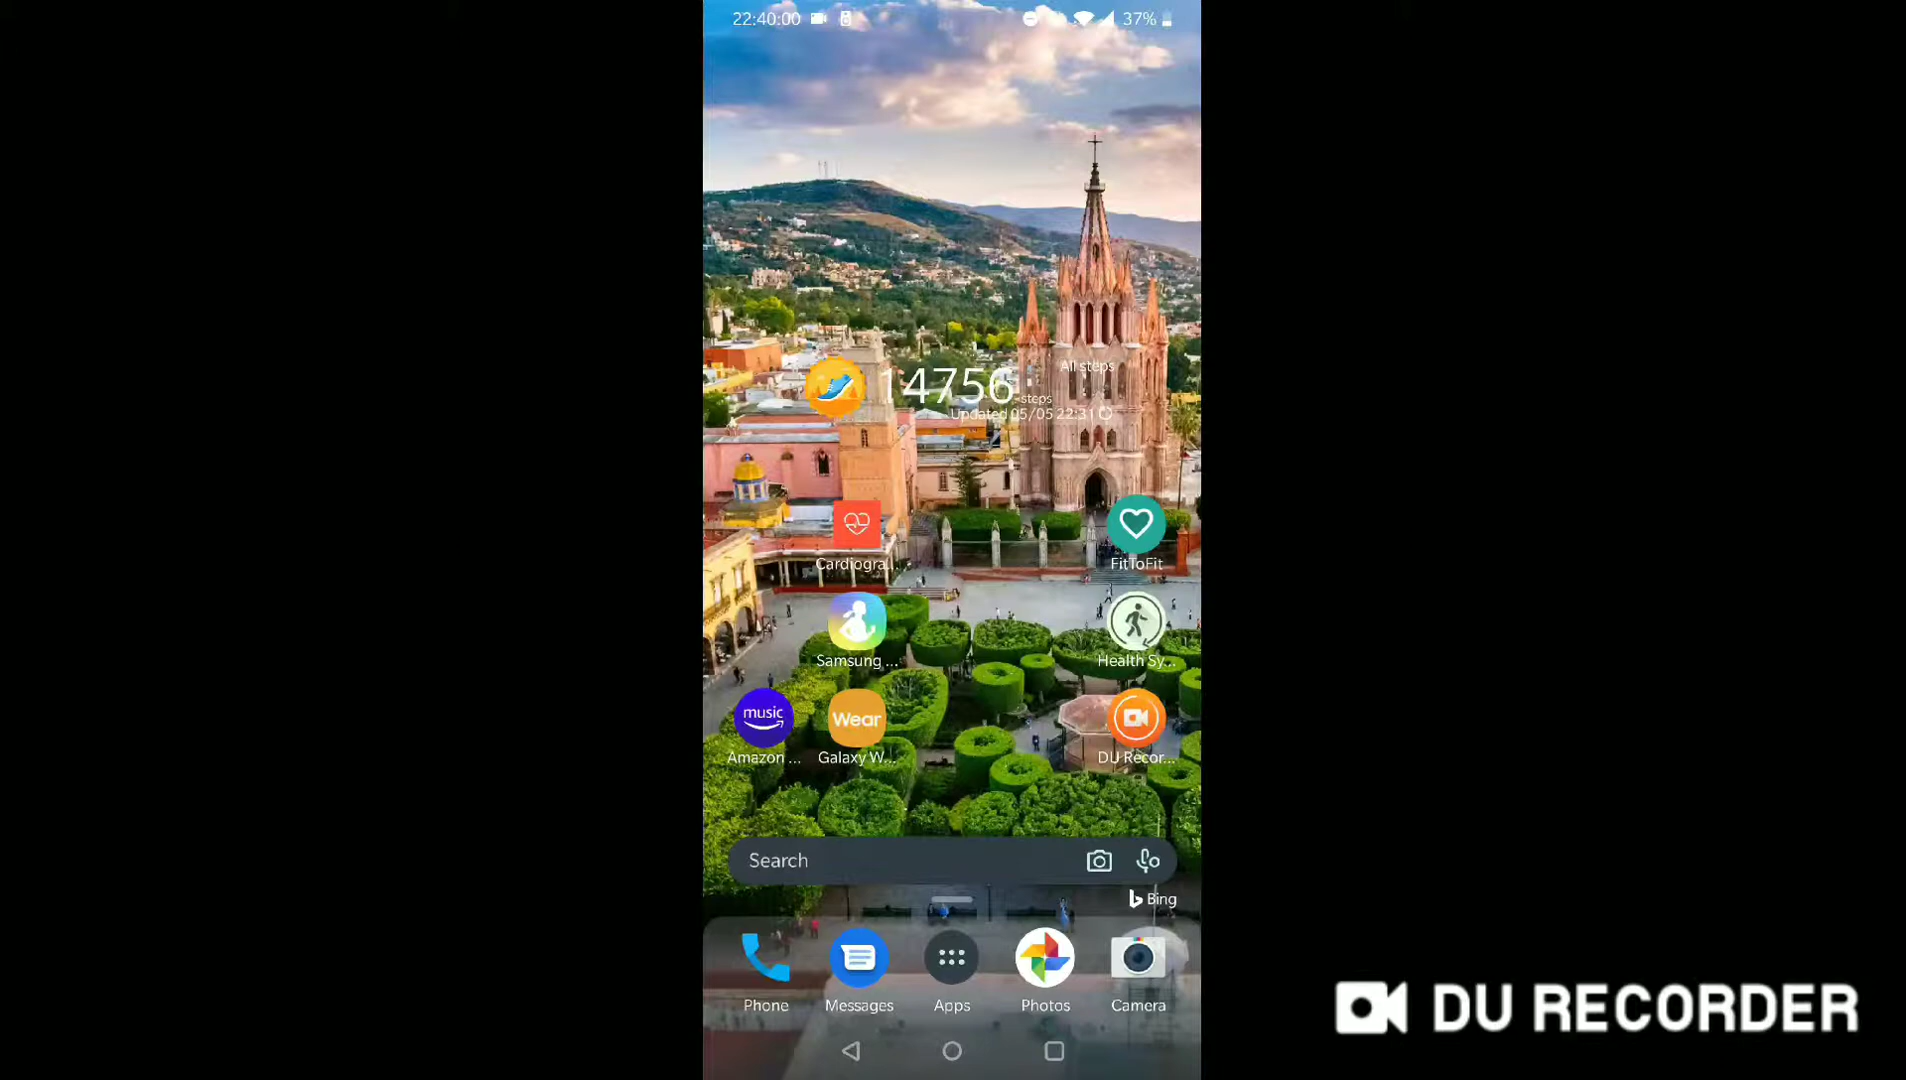 22:40:00
37%
All steps
14756 steps
Updated 05/05 22:31
Cardiogra...
FitToFit
Samsung ...
Health Sy...
music
Wear
Amazon ...
Galaxy W...
DU Recor...
Search
Bing
Phone
Messages
Apps
Photos
Camera
DU RECORDER